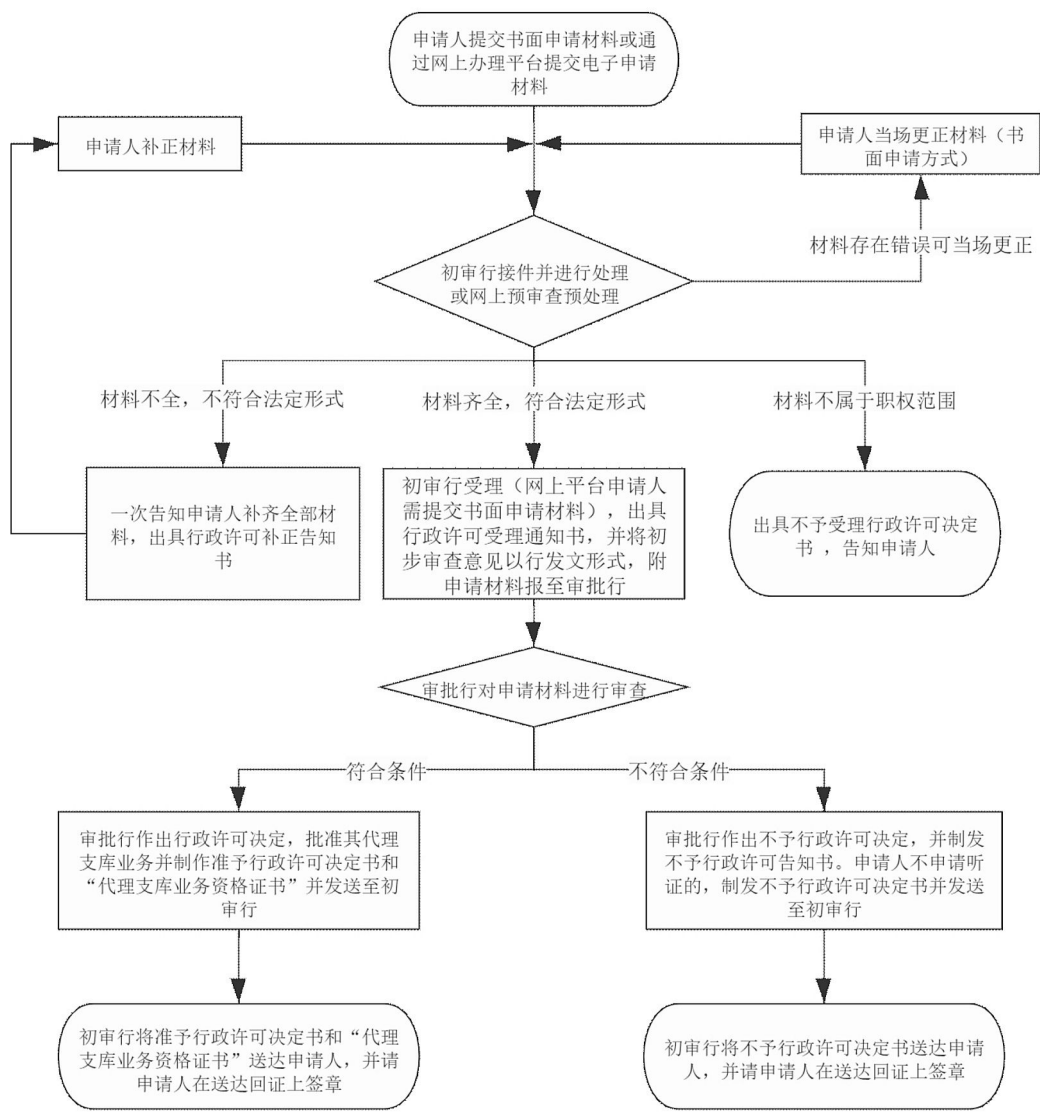 申请人提交书面申请材料或通
过网上办理平台提交电子申请
材料
申请人补正材料
申请人当场更正材料（书
面申请方式）
材料存在错误可当场更正
初审行接件并进行处理
或网上预审查预处理
材料不全，不符合法定形式
材料齐全，符合法定形式
材料不属于职权范围
一次告知申请人补齐全部材
料，出具行政许可补正告知
书
初审行受理（网上平台申请人
需提交书面申请材料），出具
行政许可受理通知书，并将初
步审查意见以行发文形式，附
申请材料报至审批行
出具不予受理行政许可决定
书 ，告知申请人
审批行对申请材料进行审查
符合条件
不符合条件
审批行作出行政许可决定，批准其代理
支库业务并制作准予行政许可决定书和
“代理支库业务资格证书”并发送至初
审行
审批行作出不予行政许可决定，并制发
不予行政许可告知书。申请人不申请听
证的，制发不予行政许可决定书并发送
至初审行
初审行将准予行政许可决定书和“代理
支库业务资格证书”送达申请人，并请
申请人在送达回证上签章
初审行将不予行政许可决定书送达申请
人，并请申请人在送达回证上签章